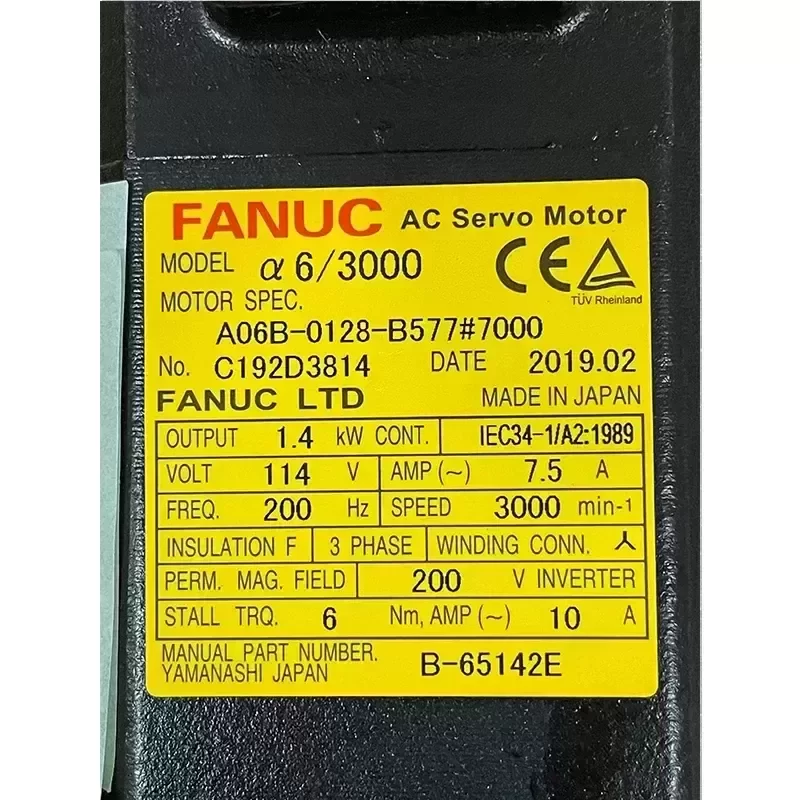 FANUC AC Servo Motor
MODEL α6/3000
TÜV Rheinland
MOTOR SPEC.
A06B-0128-B577#7000
No. C192D3814 DATE 2019.02
FANUC LTD MADE IN JAPAN
OUTPUT 1.4 kW CONT. IEC34-1/A2:1989
VOLT 114 V AMP (~) 7.5 A
FREQ. 200 Hz SPEED 3000 min-1
INSULATION F 3 PHASE WINDING CONN. 人
PERM. MAG. FIELD 200 V INVERTER
STALL TRQ. 6 Nm, AMP (~) 10 A
MANUAL PART NUMBER. B-65142E
YAMANASHI JAPAN